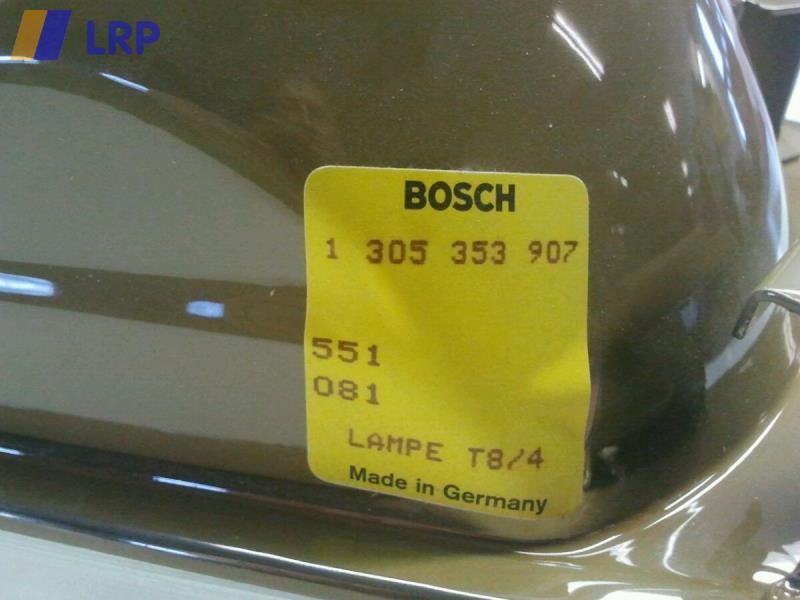 LRP
BOSCH
1 305 353 907
551
081
LAMPE T8/4
Made in Germany